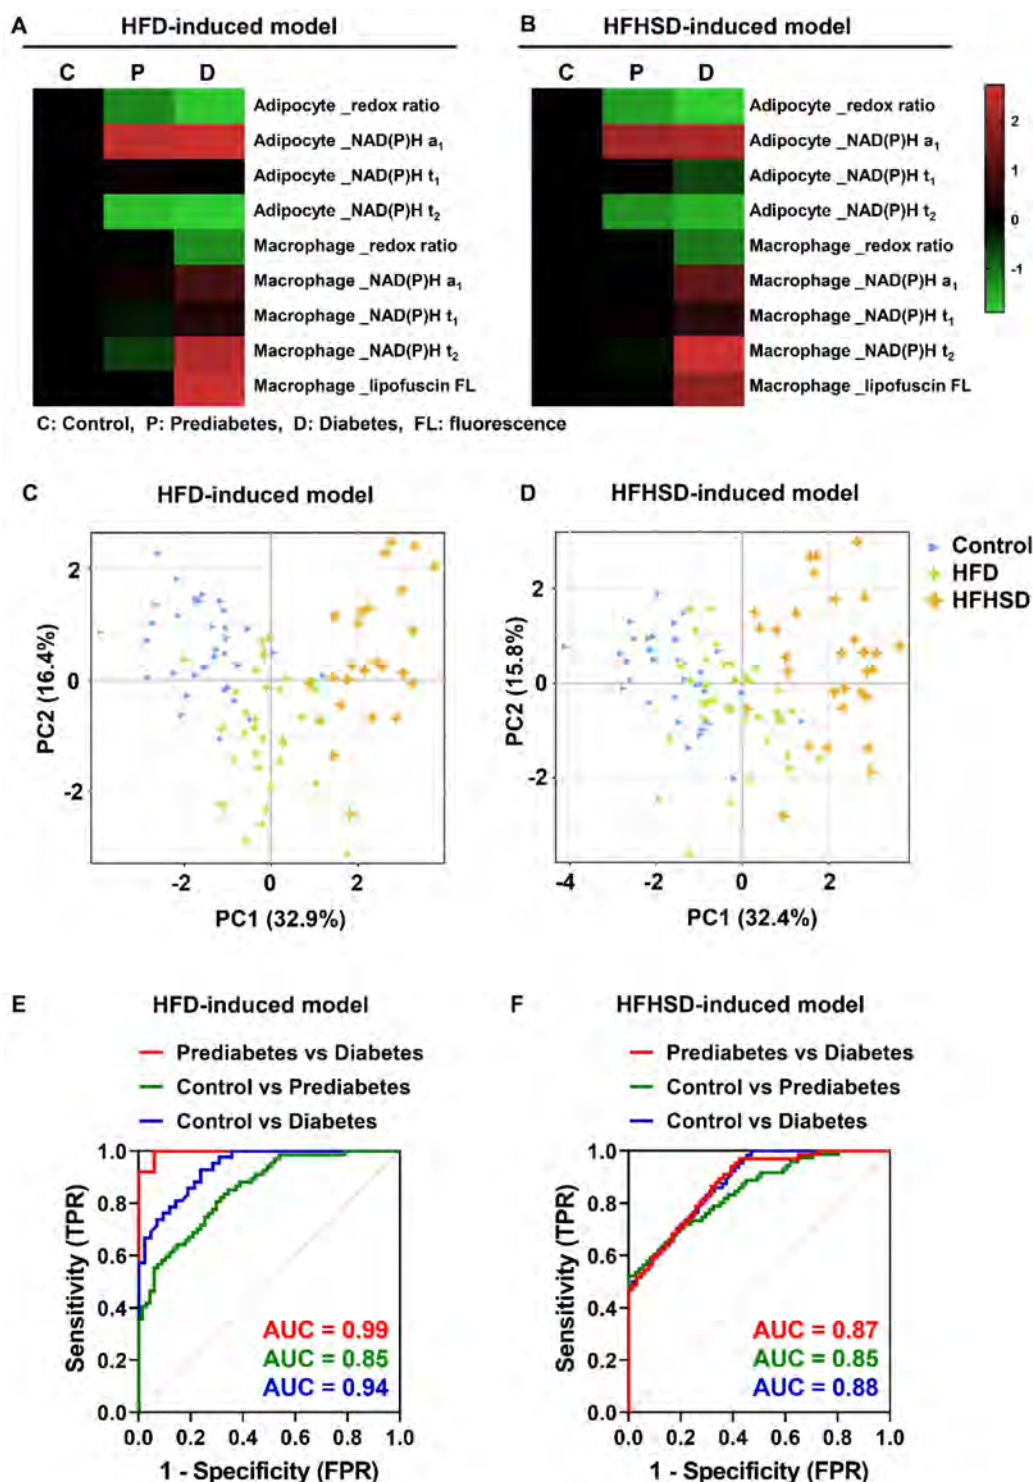 A HFD-induced model
B HFHSD-induced model
C P D
C P D
Adipocyte _redox ratio
Adipocyte _NAD(P)H a₁
Adipocyte _NAD(P)H t₁
Adipocyte _NAD(P)H t₂
Macrophage _redox ratio
Macrophage _NAD(P)H a₁
Macrophage _NAD(P)H t₁
Macrophage _NAD(P)H t₂
Macrophage _lipofuscin FL
Adipocyte _redox ratio
Adipocyte _NAD(P)H a₁
Adipocyte _NAD(P)H t₁
Adipocyte _NAD(P)H t₂
Macrophage _redox ratio
Macrophage _NAD(P)H a₁
Macrophage _NAD(P)H t₁
Macrophage _NAD(P)H t₂
Macrophage _lipofuscin FL
2
1
0
-1
C: Control, P: Prediabetes, D: Diabetes, FL: fluorescence
C HFD-induced model
PC2 (16.4%)
2
0
-2
-2 0 2
PC1 (32.9%)
D HFHSD-induced model
PC2 (15.8%)
2
0
-2
-4 -2 0 2
PC1 (32.4%)
Control
HFD
HFHSD
E HFD-induced model
Prediabetes vs Diabetes
Control vs Prediabetes
Control vs Diabetes
Sensitivity (TPR)
1.0
0.8
0.6
0.4
0.2
0.0
AUC = 0.99
AUC = 0.85
AUC = 0.94
0.0 0.2 0.4 0.6 0.8 1.0
1 - Specificity (FPR)
F HFHSD-induced model
Prediabetes vs Diabetes
Control vs Prediabetes
Control vs Diabetes
Sensitivity (TPR)
1.0
0.8
0.6
0.4
0.2
0.0
AUC = 0.87
AUC = 0.85
AUC = 0.88
0.0 0.2 0.4 0.6 0.8 1.0
1 - Specificity (FPR)